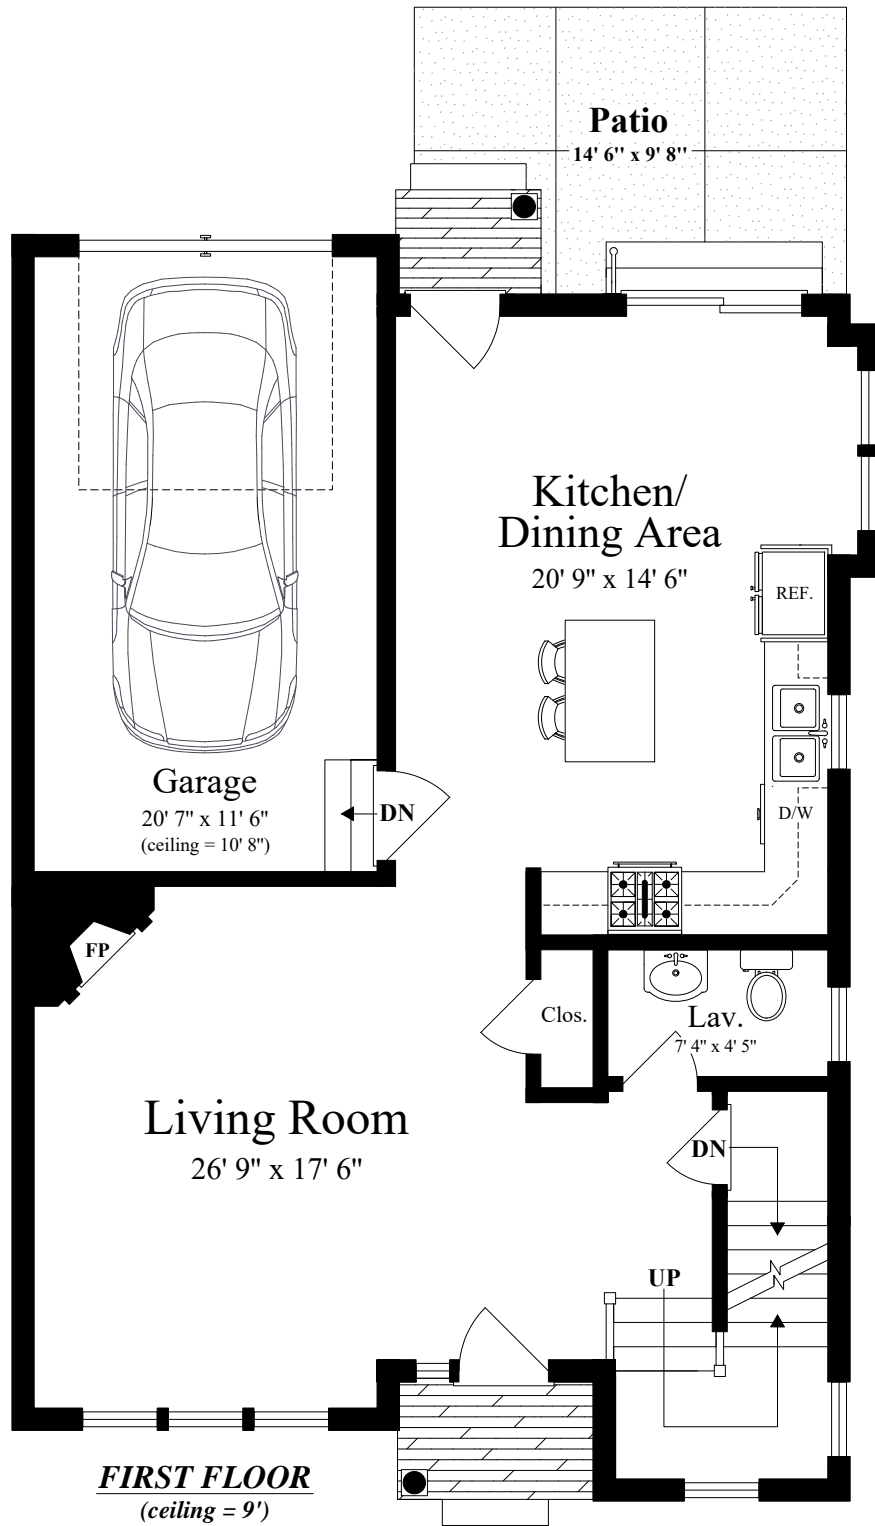 Patio
14' 6" x 9' 8"
Kitchen/
Dining Area
20' 9" x 14' 6"
REF.
Garage
20' 7" x 11' 6"
(ceiling = 10' 8")
DN
D/W
FP
Clos.
Lav.
7' 4" x 4' 5"
Living Room
26' 9" x 17' 6"
DN
UP
FIRST FLOOR
(ceiling = 9')